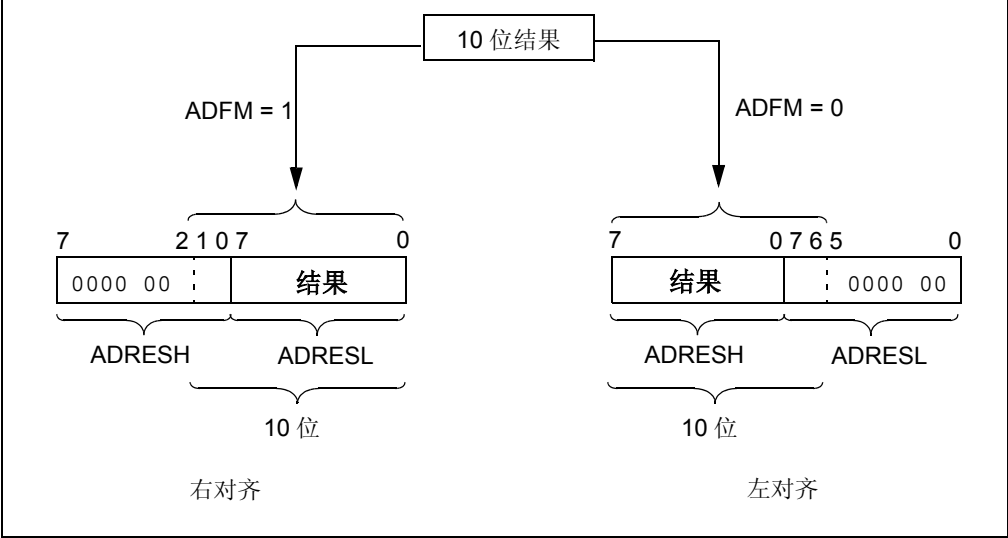 10 位结果
ADFM = 1
ADFM = 0
7 2 1 0 7 0
7 0 7 6 5 0
0000 00 结果
结果 0000 00
ADRESH ADRESL
ADRESH ADRESL
10 位
10 位
右对齐
左对齐